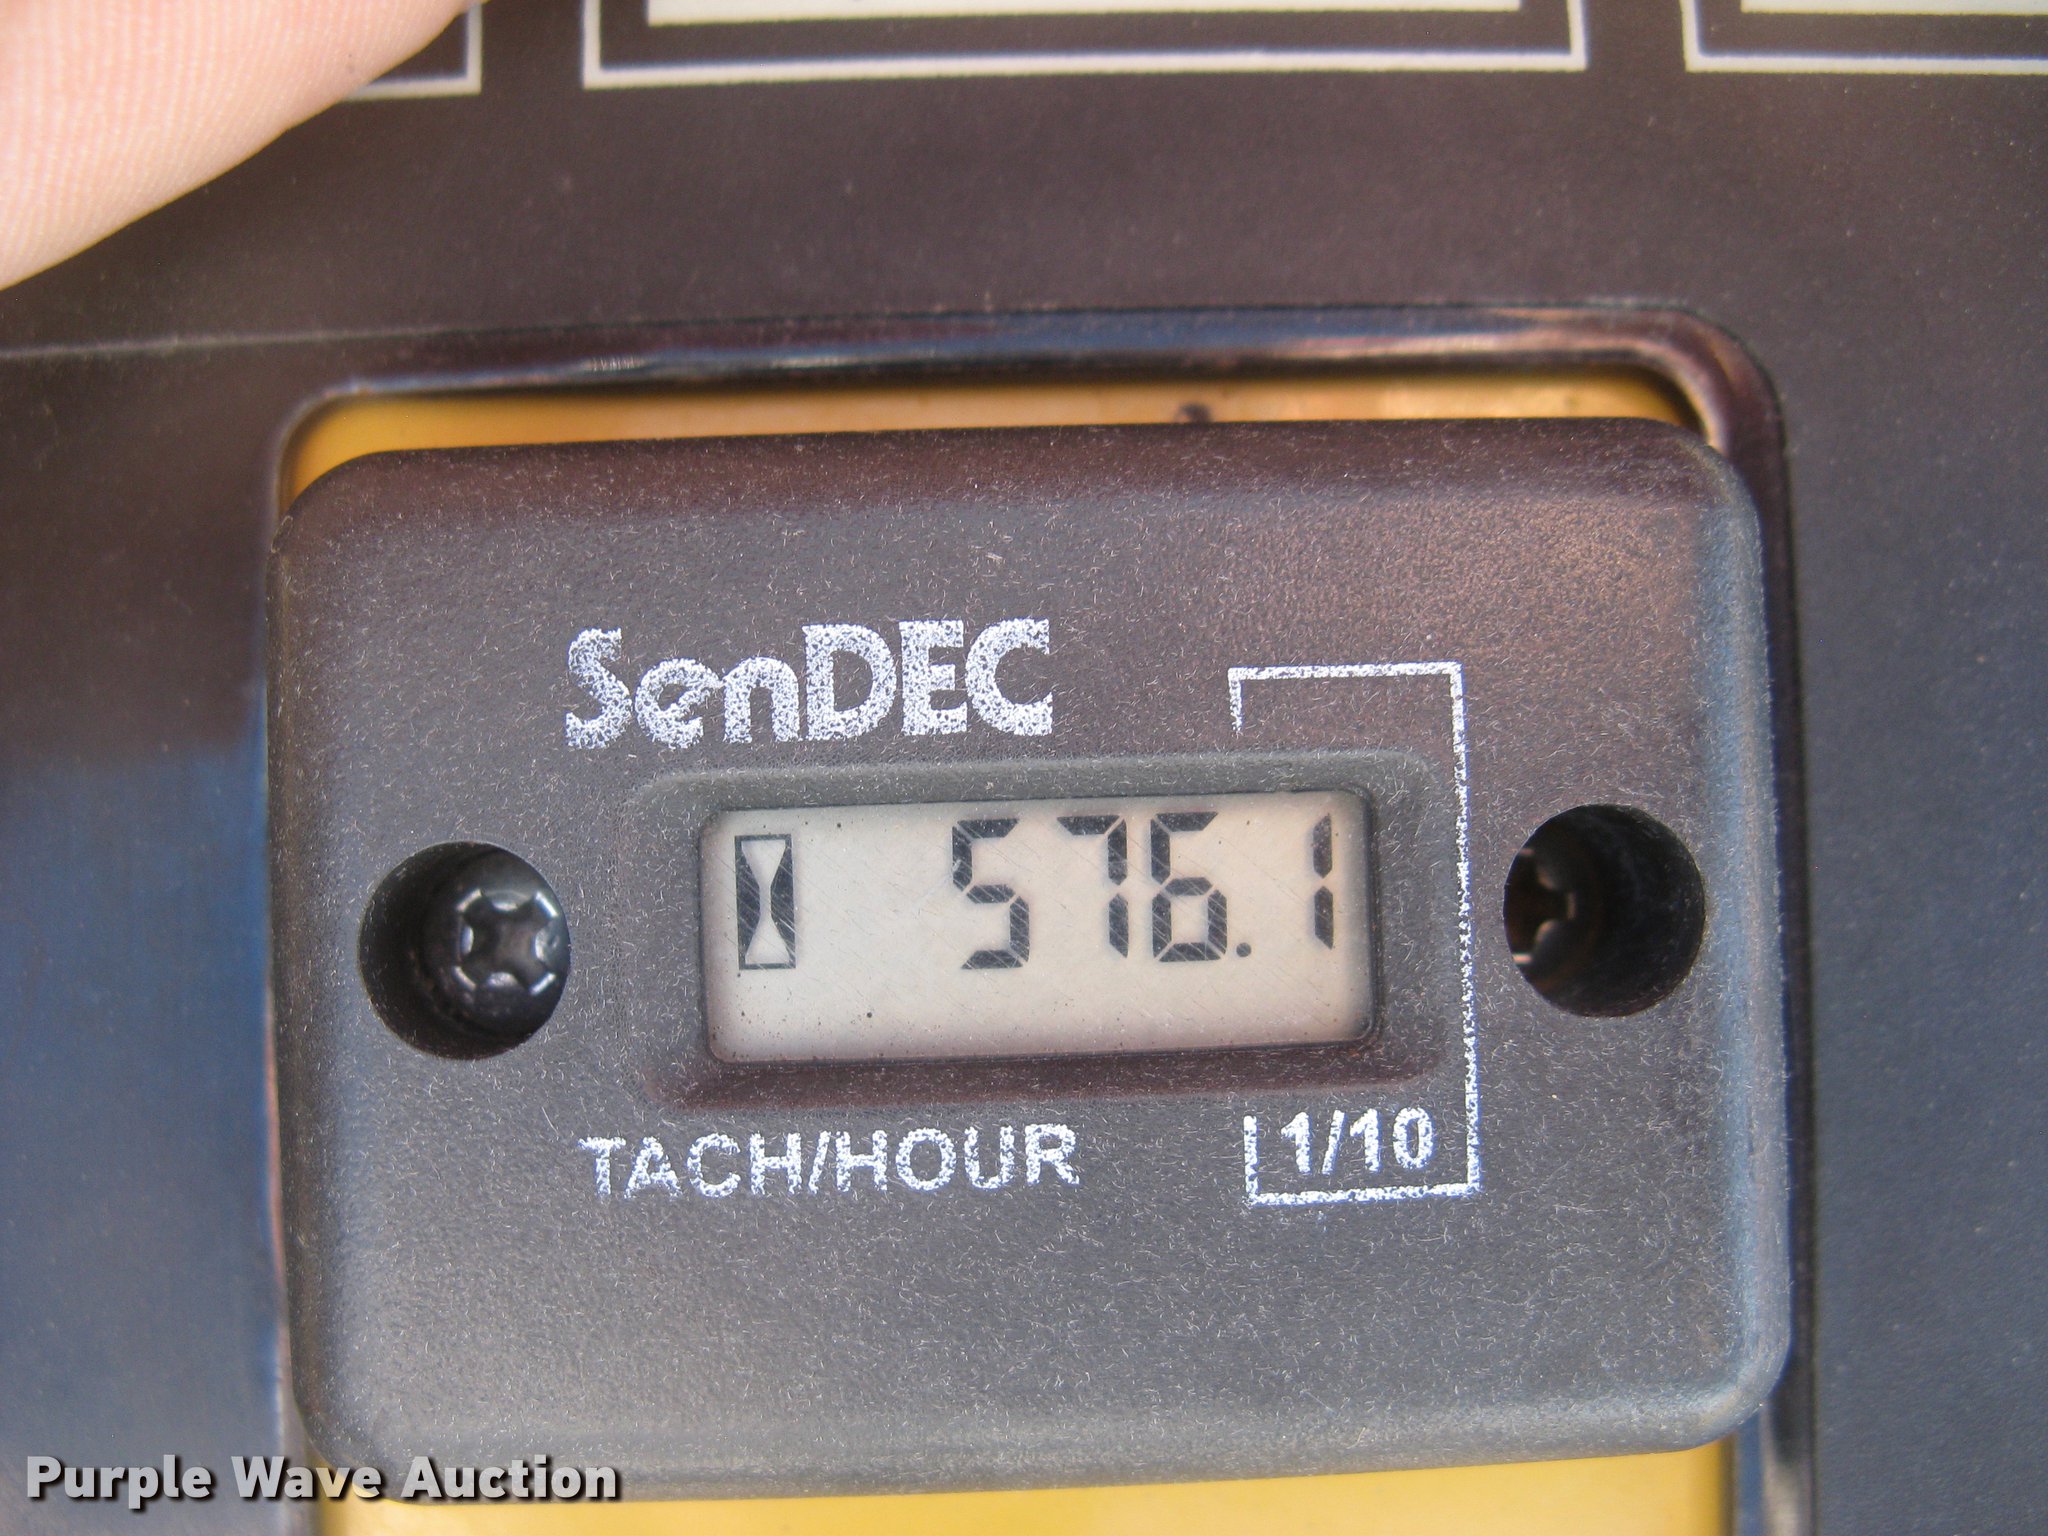 SenDEC
576.1
TACH/HOUR
1/10
Purple Wave Auction